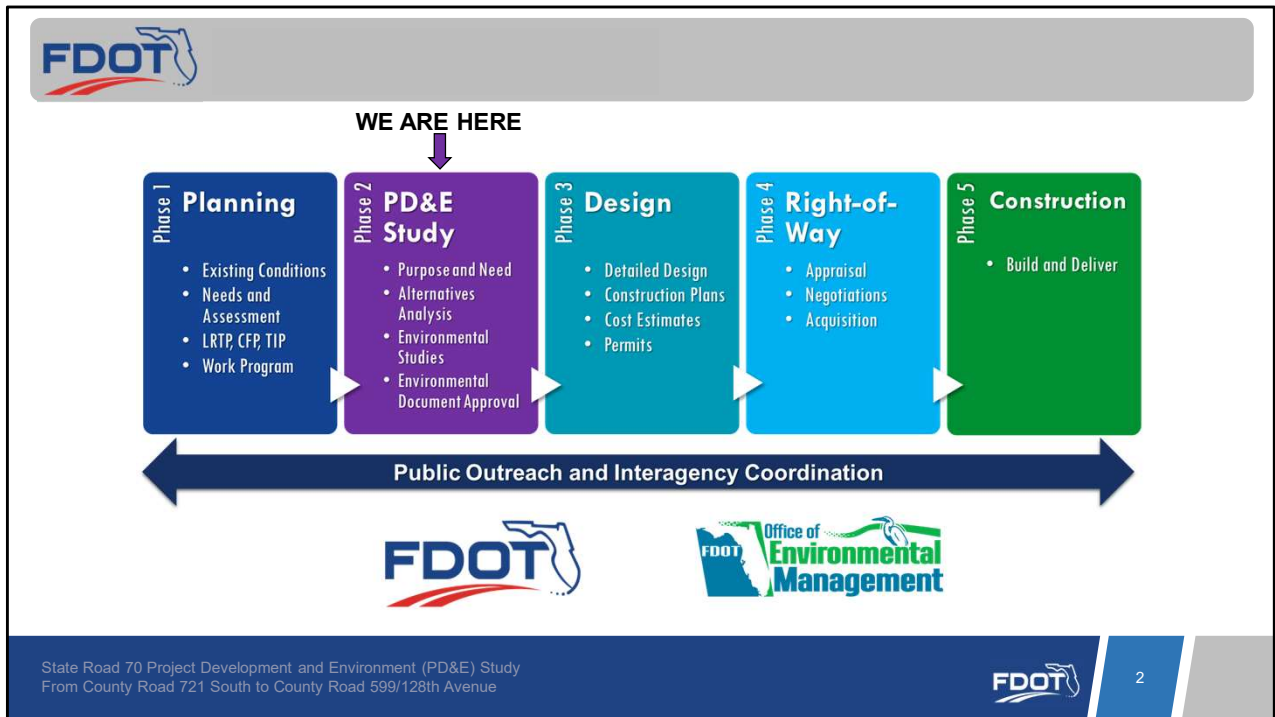 FDOT
WE ARE HERE
Phase 1
Planning
• Existing Conditions
• Needs and
Assessment
• LRTP, CFP, TIP
• Work Program
Phase 2
PD&E
Study
• Purpose and Need
• Alternatives
Analysis
• Environmental
Studies
• Environmental
Document Approval
Phase 3
Design
• Detailed Design
• Construction Plans
• Cost Estimates
• Permits
Phase 4
Right-of-
Way
• Appraisal
• Negotiations
• Acquisition
Phase 5
Construction
• Build and Deliver
Public Outreach and Interagency Coordination
FDOT
FDOT
Office of
Environmental
Management
State Road 70 Project Development and Environment (PD&E) Study
From County Road 721 South to County Road 599/128th Avenue
FDOT
2